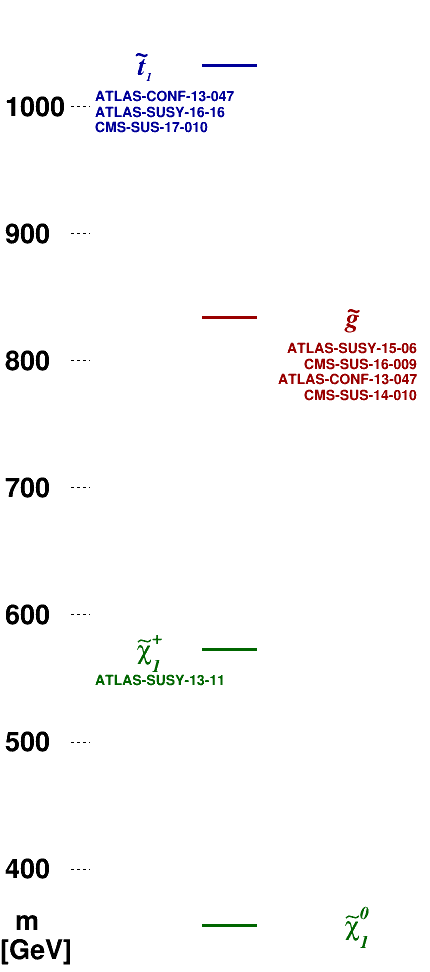 t̃₁
ATLAS-CONF-13-047
1000
ATLAS-SUSY-16-16
CMS-SUS-17-010
900
g̃
ATLAS-SUSY-15-06
800
CMS-SUS-16-009
ATLAS-CONF-13-047
CMS-SUS-14-010
700
600
χ̃₁⁺
ATLAS-SUSY-13-11
500
400
m
[GeV]
χ̃₁⁰